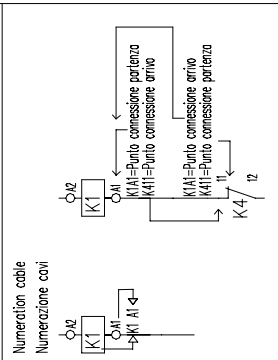 Numeration cable
Numerazione cavi
A2
K1
A1
K1 A1
A2
K1
A1
K1A1=Punto connessione partenza
K411=Punto connessione arrivo
K1A1=Punto connessione arrivo
K411=Punto connessione partenza
11
K4
12